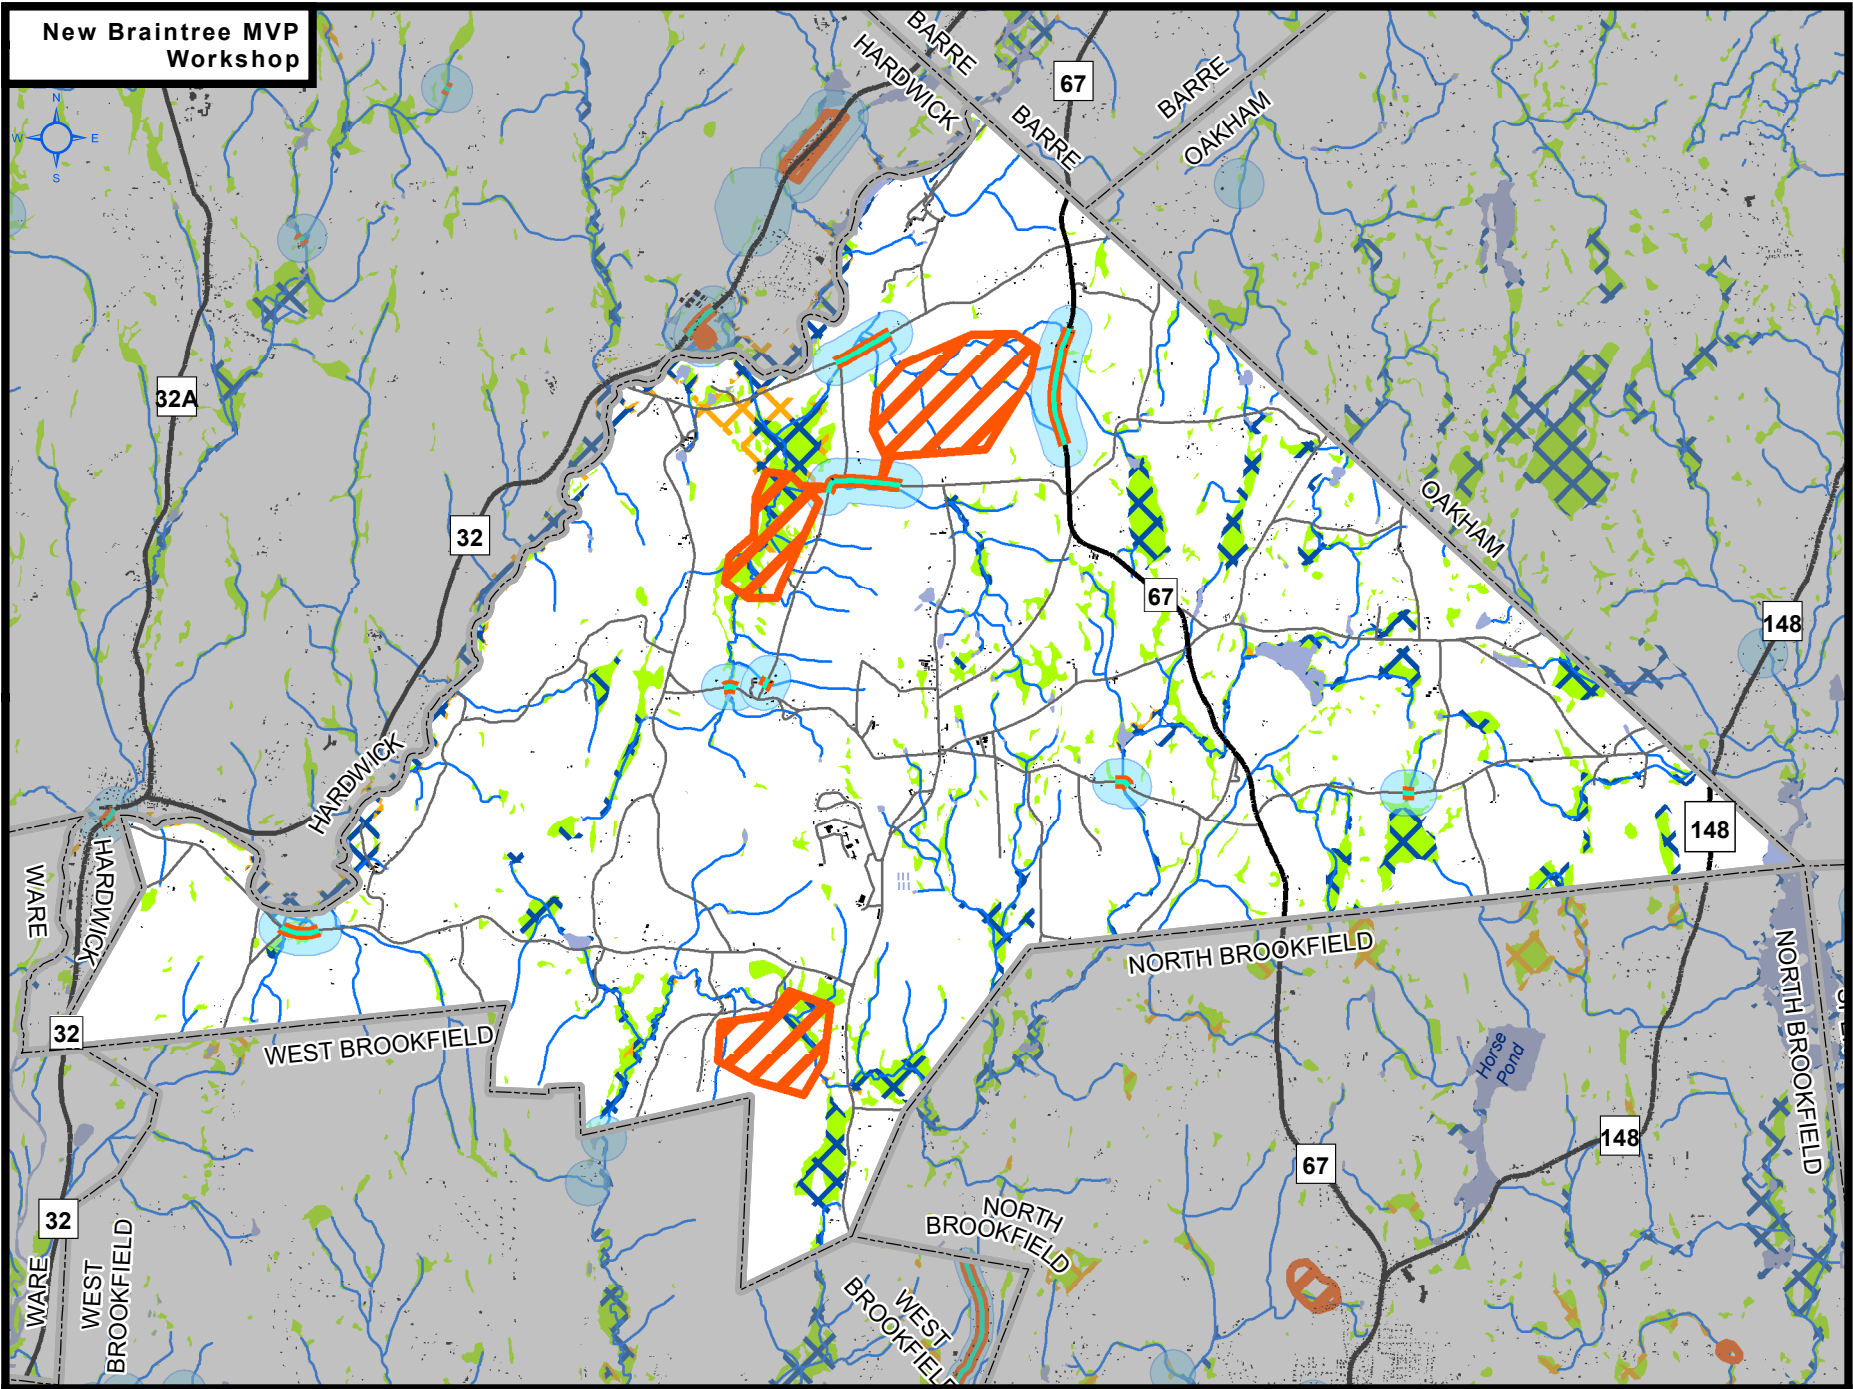 New Braintree MVP
Workshop
N
W
E
S
BARRE
HARDWICK
67
BARRE
BARRE
OAKHAM
32A
32
OAKHAM
67
148
HARDWICK
148
WARE
HARDWICK
NORTH BROOKFIELD
NORTH BROOKFIELD
32
WEST BROOKFIELD
Horse
Pond
148
67
32
NORTH
BROOKFIELD
WARE
WEST
BROOKFIELD
WEST
BROOKFIELD